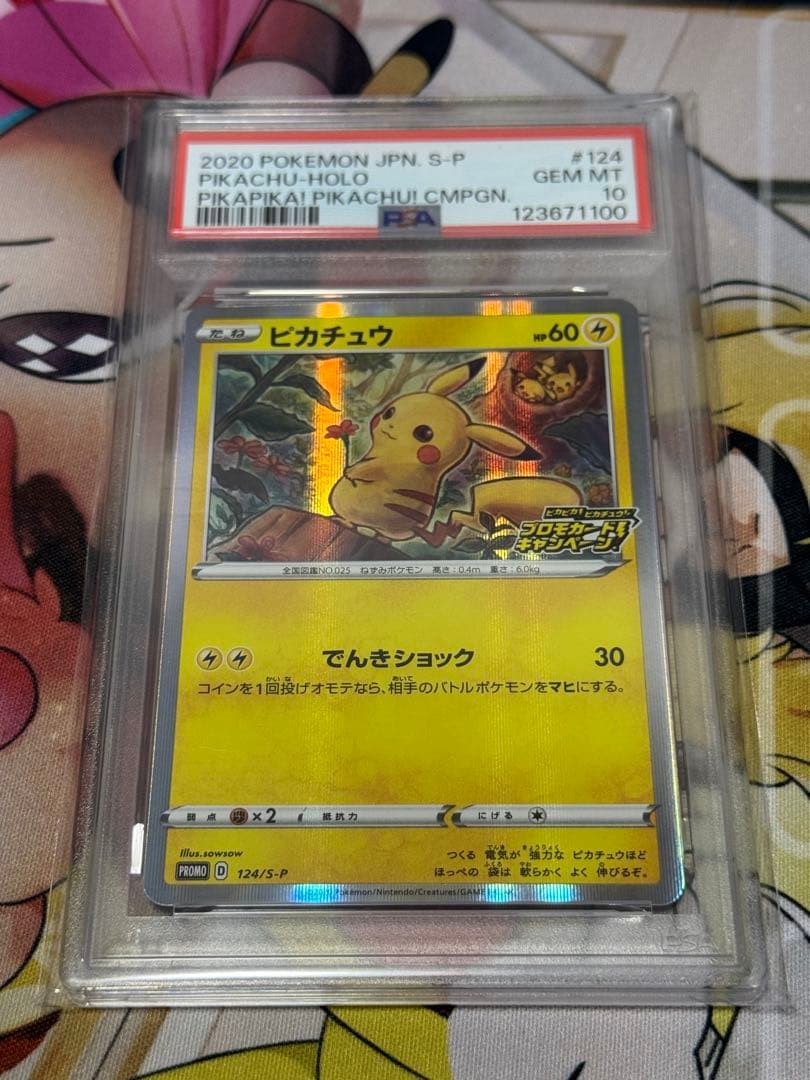 2020 POKEMON JPN. S-P #124
PIKACHU-HOLO GEM MT
PIKAPIKA! PIKACHU! CMPGN. 10
PSA 123671100
たね ピカチュウ HP60
ピカピカ! ピカチュウ!
プロモカード
キャンペーン!
全国図鑑NO.025 ねずみポケモン 高さ:0.4m 重さ:6.0kg
でんきショック 30
コインを1回投げオモテなら、相手のバトルポケモンをマヒにする。
弱点 ×2 抵抗力 にげる
illus.sowsow
PROMO D 124/S-P
つくる 電気が 強力な ピカチュウほど
ほっぺの 袋は 軟らかく よく 伸びるぞ。
Pokémon/Nintendo/Creatures/GAME